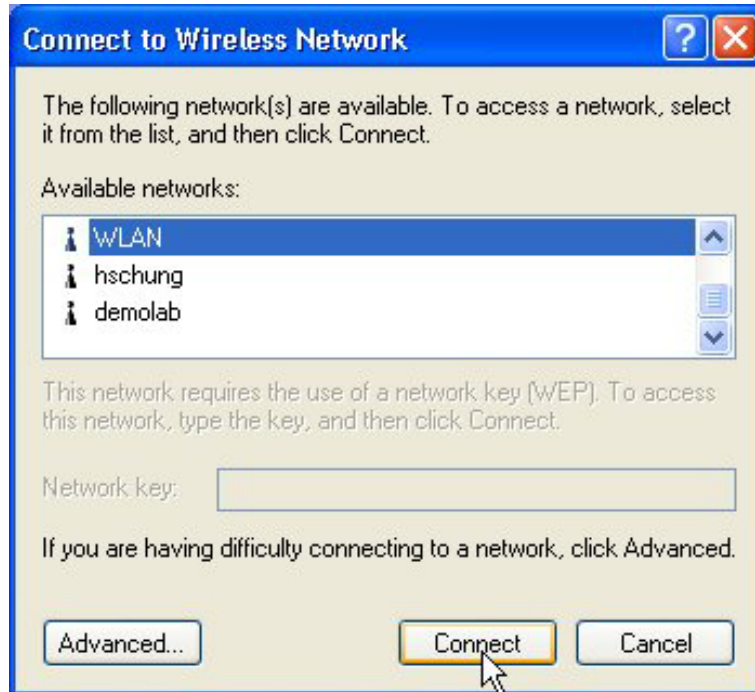 Connect to Wireless Network
?
The following network(s) are available. To access a network, select
it from the list, and then click Connect.
Available networks:
WLAN
hschung
demolab
This network requires the use of a network key (WEP). To access
this network, type the key, and then click Connect.
Network key:
If you are having difficulty connecting to a network, click Advanced.
Advanced... Connect Cancel